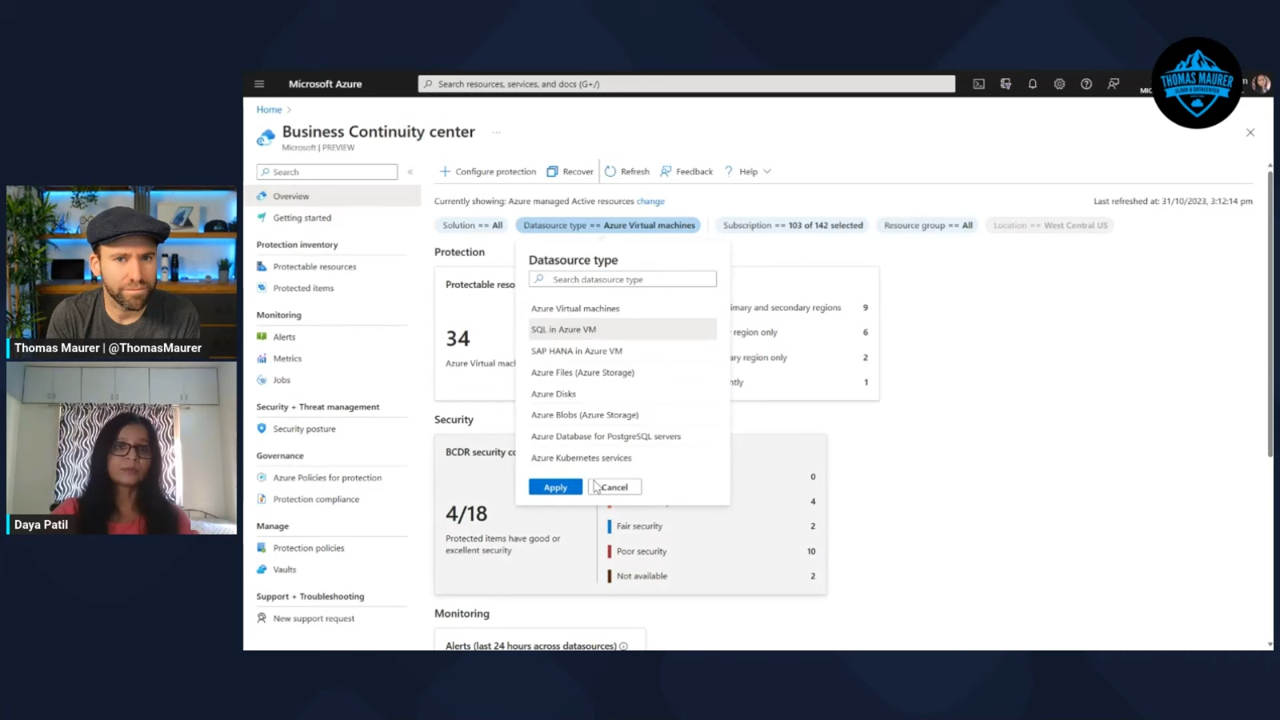 Microsoft Azure
Search resources, services, and docs (G+/)
THOMAS MAURER
CLOUD & DATACENTER
Home >
Business Continuity center
...
Microsoft | PREVIEW
Search
«
Configure protection
Recover
Refresh
Feedback
Help
Overview
Getting started
Protection inventory
Protectable resources
Protected items
Monitoring
Alerts
Metrics
Jobs
Security + Threat management
Security posture
Governance
Azure Policies for protection
Protection compliance
Manage
Protection policies
Vaults
Support + Troubleshooting
New support request
Currently showing: Azure managed Active resources change
Last refreshed at: 31/10/2023, 3:12:14 PM
Solution == All
Datasource type == Azure Virtual machines
Subscription == 103 of 142 selected
Resource group == All
Location == West Central US
Protection
Protectable reso
34
Azure Virtual mach
Datasource type
Search datasource type
Azure Virtual machines
SQL in Azure VM
SAP HANA in Azure VM
Azure Files (Azure Storage)
Azure Disks
Azure Blobs (Azure Storage)
Azure Database for PostgreSQL servers
Azure Kubernetes services
Apply
Cancel
imary and secondary regions 9
region only 6
ry region only 2
ntly 1
Security
BCDR security co
4/18
Protected items have good or
excellent security
0
4
Fair security 2
Poor security 10
Not available 2
Monitoring
Alerts (last 24 hours across datasources)
Thomas Maurer | @ThomasMaurer
Daya Patil